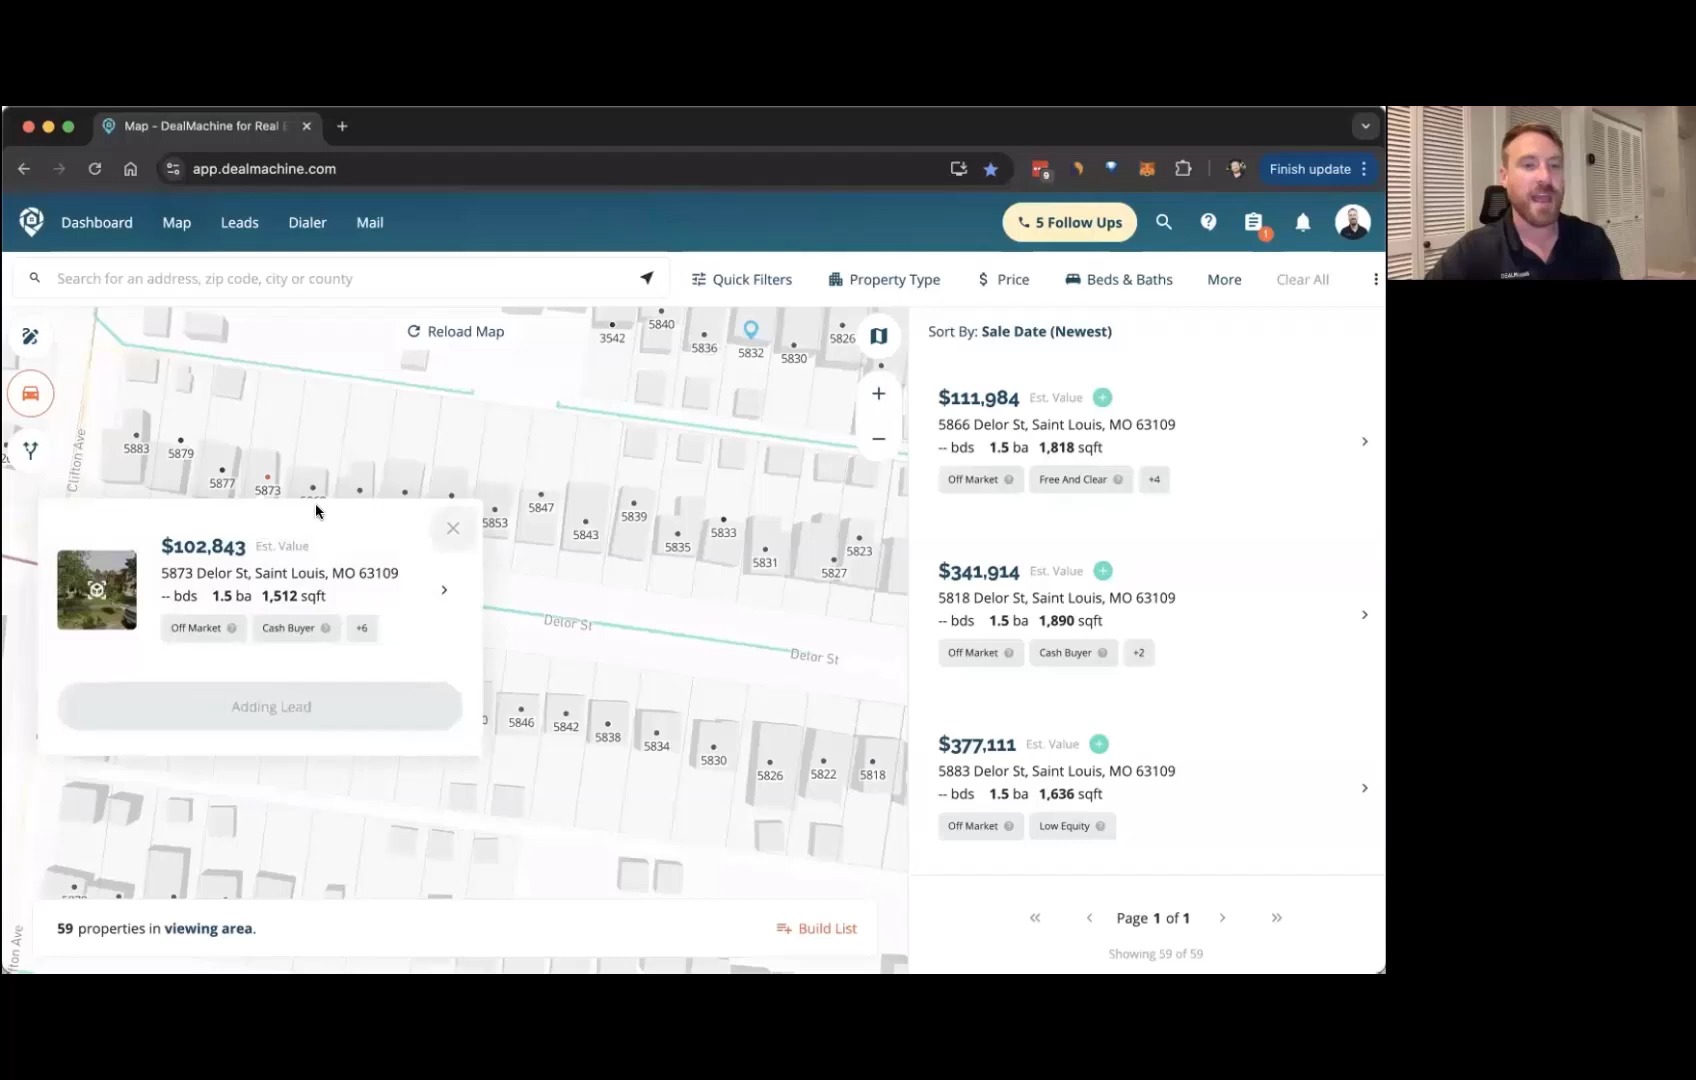 Map - DealMachine for Real E
app.dealmachine.com
9
Finish update
Dashboard
Map
Leads
Dialer
Mail
5 Follow Ups
1
Search for an address, zip code, city or county
Quick Filters
Property Type
$ Price
Beds & Baths
More
Clear All
Reload Map
3542
5840
5836
5832
5830
5826
Clifton Ave
5883
5879
5877
5873
5853
5847
5843
5839
5835
5833
5831
5827
5823
$102,843 Est. Value
5873 Delor St, Saint Louis, MO 63109
-- bds 1.5 ba 1,512 sqft
Off Market
Cash Buyer
+6
Adding Lead
Delor St
Delor St
5846
5842
5838
5834
5830
5826
5822
5818
59 properties in viewing area.
Build List
Sort By: Sale Date (Newest)
$111,984 Est. Value
5866 Delor St, Saint Louis, MO 63109
-- bds 1.5 ba 1,818 sqft
Off Market
Free And Clear
+4
$341,914 Est. Value
5818 Delor St, Saint Louis, MO 63109
-- bds 1.5 ba 1,890 sqft
Off Market
Cash Buyer
+2
$377,111 Est. Value
5883 Delor St, Saint Louis, MO 63109
-- bds 1.5 ba 1,636 sqft
Off Market
Low Equity
Page 1 of 1
Showing 59 of 59